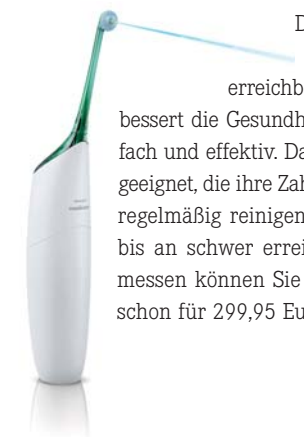 D
erreichb
bessert die Gesundh
fach und effektiv. Da
geeignet, die ihre Zah
regelmäßig reinigen
bis an schwer errei
messen können Sie
schon für 299,95 Eu